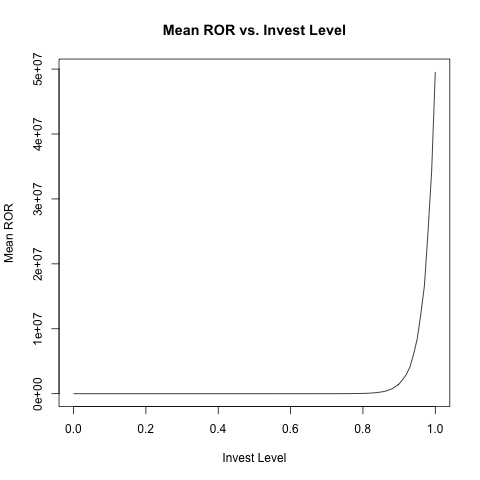 Mean ROR vs. Invest Level
5e+07
4e+07
3e+07
2e+07
1e+07
0e+00
Mean ROR
0.0 0.2 0.4 0.6 0.8 1.0
Invest Level